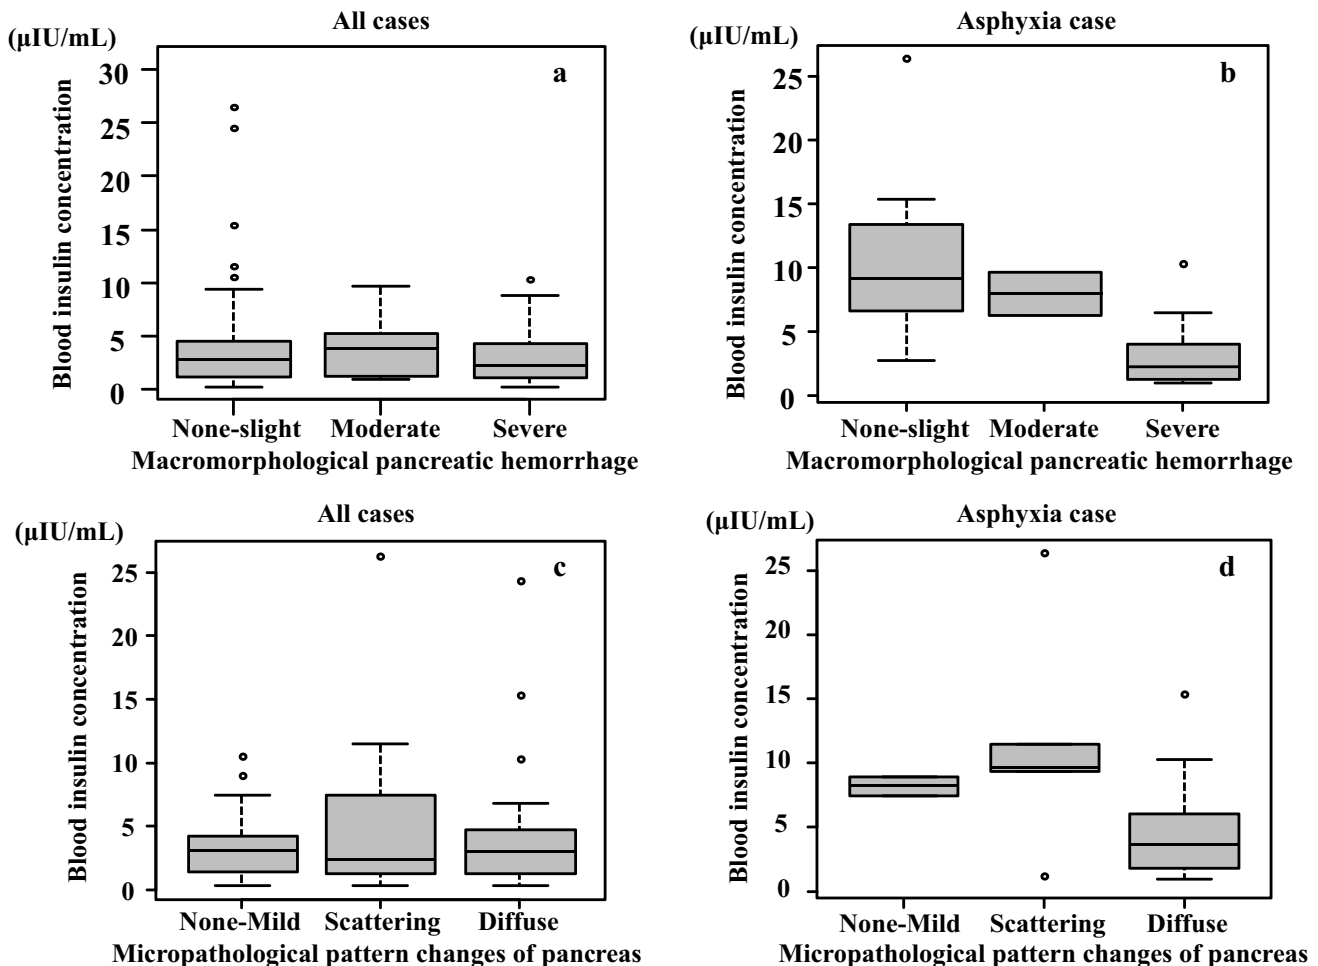 All cases
(μIU/mL)
a
Blood insulin concentration
30
25
20
15
10
5
0
None-slight Moderate Severe
Macromorphological pancreatic hemorrhage
Asphyxia case
(μIU/mL)
b
Blood insulin concentration
25
20
15
10
5
0
None-slight Moderate Severe
Macromorphological pancreatic hemorrhage
All cases
(μIU/mL)
c
Blood insulin concentration
25
20
15
10
5
0
None-Mild Scattering Diffuse
Micropathological pattern changes of pancreas
Asphyxia case
(μIU/mL)
d
Blood insulin concentration
25
20
15
10
5
0
None-Mild Scattering Diffuse
Micropathological pattern changes of pancreas